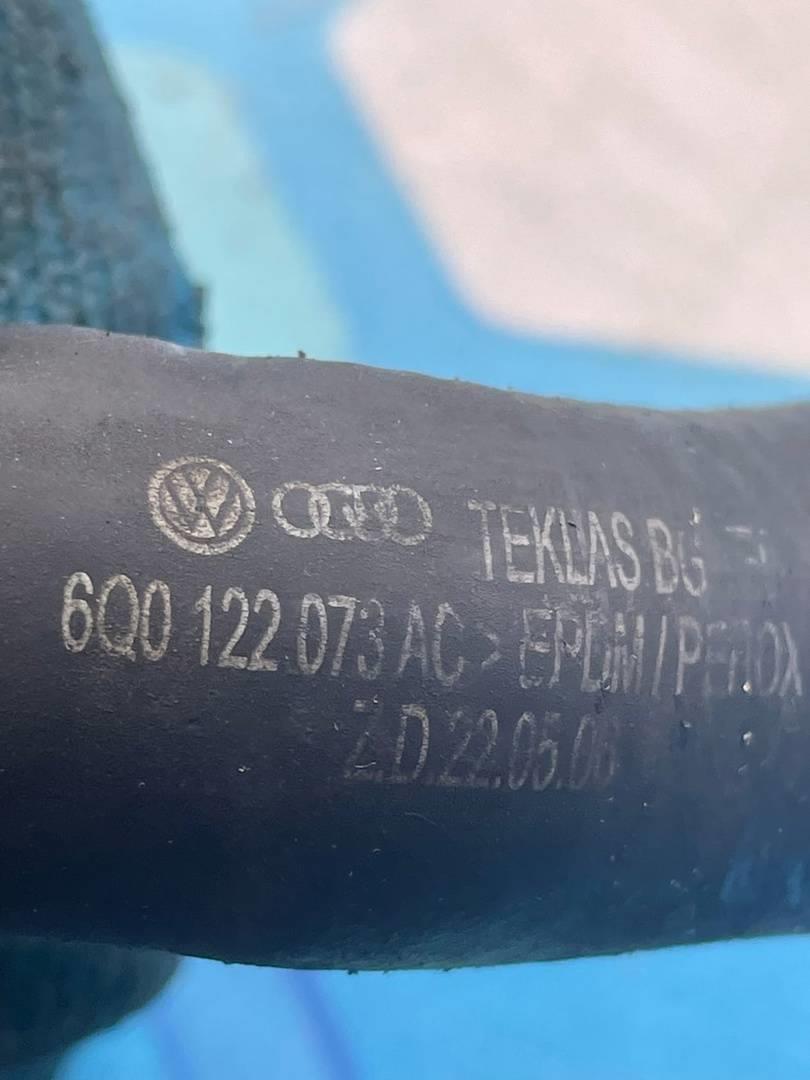 TEKLAS BG
6Q0 122 073 AC > EPDM / PEROX
Z.D.22.05.06